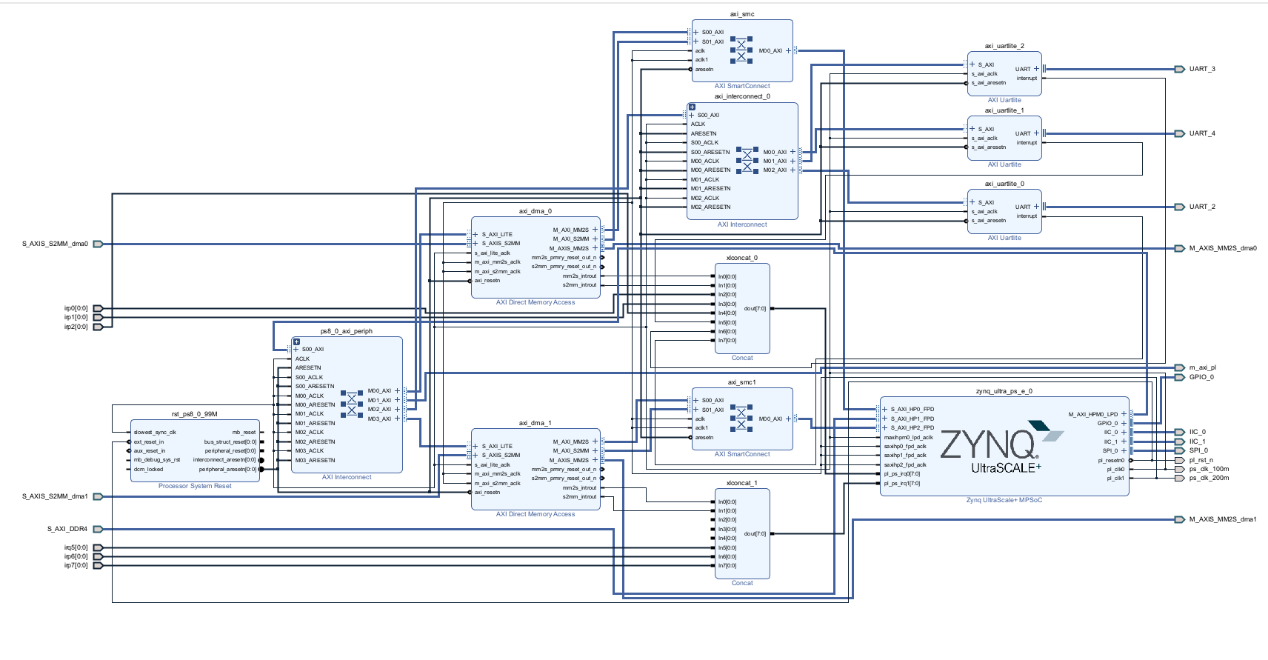 axi_smc
S00_AXI
S01_AXI
aclk
aclk1
aresetn
M00_AXI
AXI SmartConnect
axi_interconnect_0
S00_AXI
ACLK
ARESETN
S00_ACLK
S00_ARESETN
M00_ACLK
M00_ARESETN
M01_ACLK
M01_ARESETN
M02_ACLK
M02_ARESETN
M00_AXI
M01_AXI
M02_AXI
AXI Interconnect
axi_uartlite_2
S_AXI
s_axi_aclk
s_axi_aresetn
UART
interrupt
AXI Uartlite
UART_3
axi_uartlite_1
S_AXI
s_axi_aclk
s_axi_aresetn
UART
interrupt
AXI Uartlite
UART_4
axi_uartlite_0
S_AXI
s_axi_aclk
s_axi_aresetn
UART
interrupt
AXI Uartlite
UART_2
S_AXIS_S2MM_dma0
axi_dma_0
S_AXI_LITE
S_AXIS_S2MM
s_axi_lite_aclk
m_axi_mm2s_aclk
m_axi_s2mm_aclk
axi_resetn
M_AXI_MM2S
M_AXI_S2MM
M_AXIS_MM2S
mm2s_prmry_reset_out_n
s2mm_prmry_reset_out_n
mm2s_introut
s2mm_introut
AXI Direct Memory Access
M_AXIS_MM2S_dma0
xlconcat_0
In0[0:0]
In1[0:0]
In2[0:0]
In3[0:0]
In4[0:0]
In5[0:0]
In6[0:0]
In7[0:0]
dout[7:0]
Concat
irq0[0:0]
irq1[0:0]
irq2[0:0]
ps8_0_axi_periph
S00_AXI
ACLK
ARESETN
S00_ACLK
S00_ARESETN
M00_ACLK
M00_ARESETN
M01_ACLK
M01_ARESETN
M02_ACLK
M02_ARESETN
M03_ACLK
M03_ARESETN
M00_AXI
M01_AXI
M02_AXI
M03_AXI
AXI Interconnect
rst_ps8_0_99M
slowest_sync_clk
ext_reset_in
aux_reset_in
mb_debug_sys_rst
dcm_locked
mb_reset
bus_struct_reset[0:0]
peripheral_reset[0:0]
interconnect_aresetn[0:0]
peripheral_aresetn[0:0]
Processor System Reset
axi_dma_1
S_AXI_LITE
S_AXIS_S2MM
s_axi_lite_aclk
m_axi_mm2s_aclk
m_axi_s2mm_aclk
axi_resetn
M_AXI_MM2S
M_AXI_S2MM
M_AXIS_MM2S
mm2s_prmry_reset_out_n
s2mm_prmry_reset_out_n
mm2s_introut
s2mm_introut
AXI Direct Memory Access
axi_smc1
S00_AXI
S01_AXI
aclk
aclk1
aresetn
M00_AXI
AXI SmartConnect
xlconcat_1
In0[0:0]
In1[0:0]
In2[0:0]
In3[0:0]
In4[0:0]
In5[0:0]
In6[0:0]
In7[0:0]
dout[7:0]
Concat
zynq_ultra_ps_e_0
S_AXI_HP0_FPD
S_AXI_HP1_FPD
S_AXI_HP2_FPD
maxihpm0_lpd_aclk
saxihp0_fpd_aclk
saxihp1_fpd_aclk
saxihp2_fpd_aclk
pl_ps_irq0[7:0]
pl_ps_irq1[7:0]
ZYNQ
UltraSCALE+
M_AXI_HPM0_LPD
GPIO_0
IIC_0
IIC_1
SPI_0
pl_resetn0
pl_clk0
pl_clk1
Zynq UltraScale+ MPSoC
m_axi_pl
GPIO_0
IIC_0
IIC_1
SPI_0
pl_rst_n
ps_clk_100m
ps_clk_200m
S_AXIS_S2MM_dma1
S_AXI_DDR4
irq5[0:0]
irq6[0:0]
irq7[0:0]
M_AXIS_MM2S_dma1